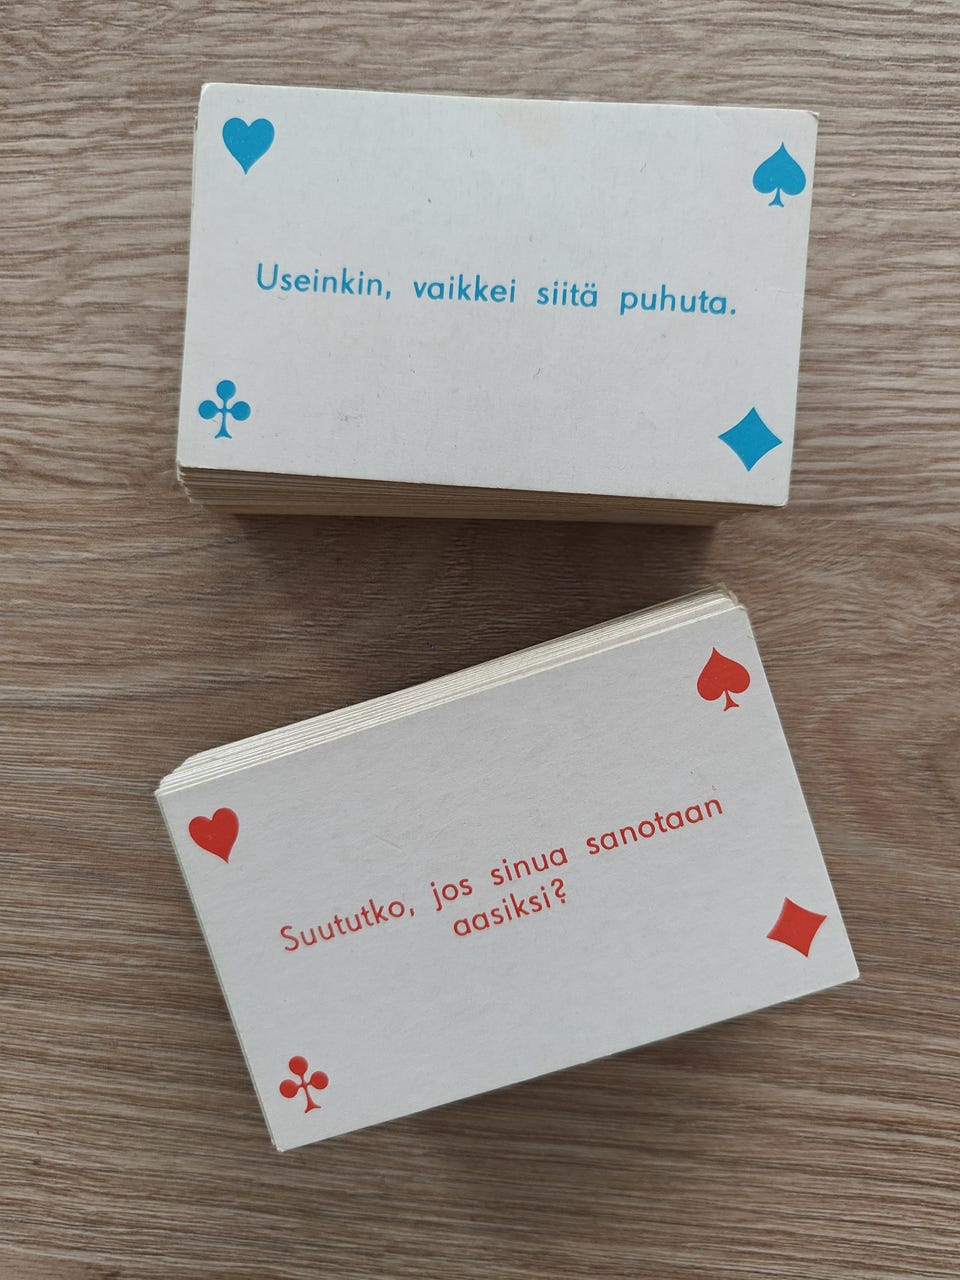 Useinkin, vaikkei siitä puhuta.
Suututko, jos sinua sanotaan
aasiksi?